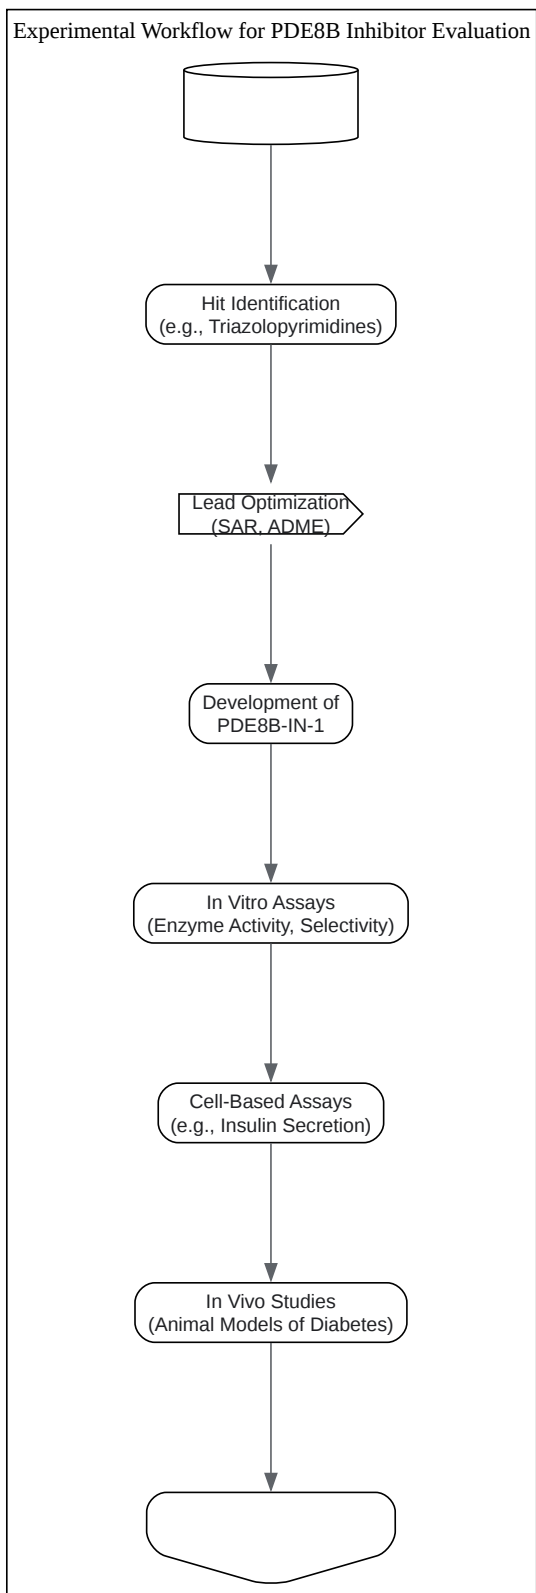 Experimental Workflow for PDE8B Inhibitor Evaluation
Hit Identification
(e.g., Triazolopyrimidines)
Lead Optimization
(SAR, ADME)
Development of
PDE8B-IN-1
In Vitro Assays
(Enzyme Activity, Selectivity)
Cell-Based Assays
(e.g., Insulin Secretion)
In Vivo Studies
(Animal Models of Diabetes)